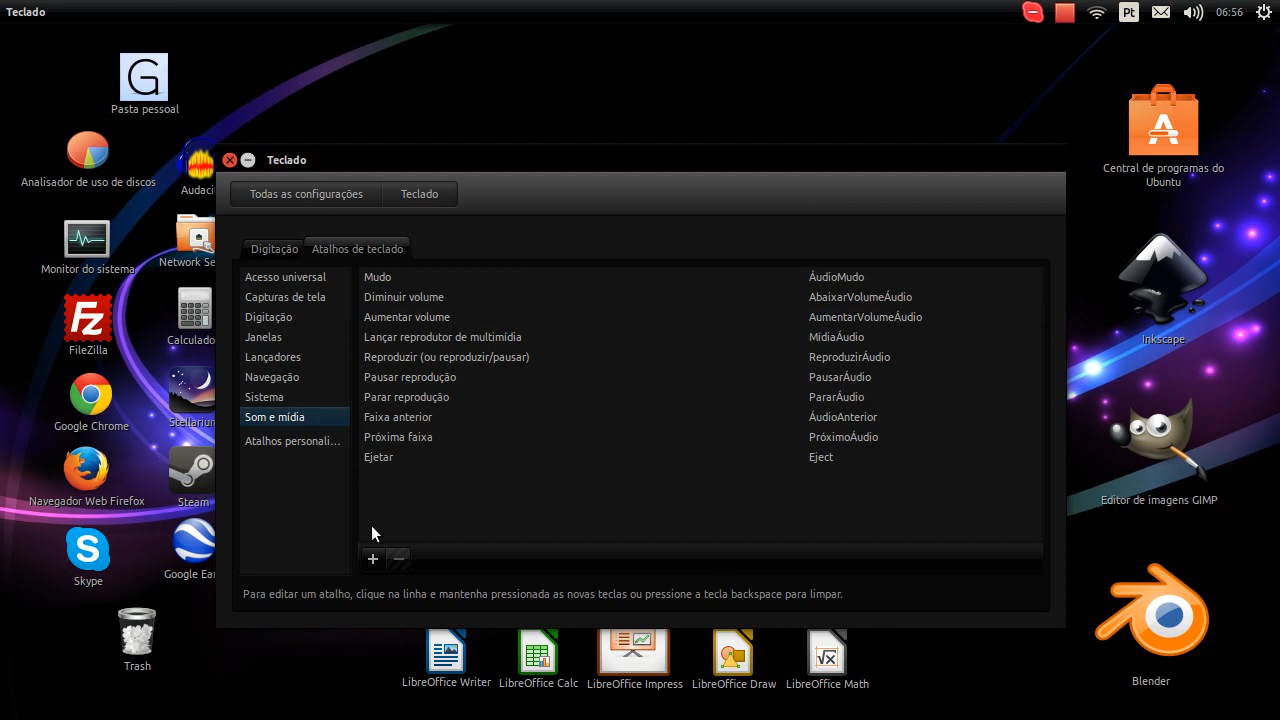 Teclado
Pt
06:56
Pasta pessoal
Analisador de uso de discos
Audaci
Monitor do sistema
Network Se
FileZilla
Calculado
Google Chrome
Stellarium
Navegador Web Firefox
Steam
Skype
Google Ear
Trash
Teclado
Todas as configurações
Teclado
Digitação
Atalhos de teclado
Acesso universal
Capturas de tela
Digitação
Janelas
Lançadores
Navegação
Sistema
Som e mídia
Atalhos personali...
Mudo ÁudioMudo
Diminuir volume AbaixarVolumeÁudio
Aumentar volume AumentarVolumeÁudio
Lançar reprodutor de multimídia MídiaÁudio
Reproduzir (ou reproduzir/pausar) ReproduzirÁudio
Pausar reprodução PausarÁudio
Parar reprodução PararÁudio
Faixa anterior ÁudioAnterior
Próxima faixa PróximoÁudio
Ejetar Eject
Para editar um atalho, clique na linha e mantenha pressionada as novas teclas ou pressione a tecla backspace para limpar.
LibreOffice Writer
LibreOffice Calc
LibreOffice Impress
LibreOffice Draw
LibreOffice Math
Central de programas do
Ubuntu
Inkscape
Editor de imagens GIMP
Blender